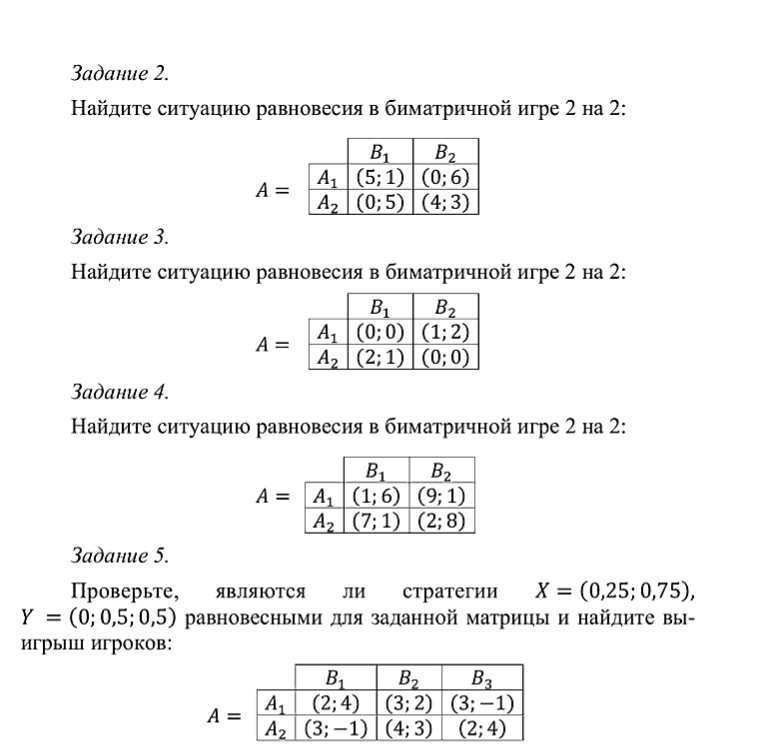 Задание 2.
Найдите ситуацию равновесия в биматричной игре 2 на 2:
B₁ B₂
A = A₁ (5; 1) (0; 6)
A₂ (0; 5) (4; 3)
Задание 3.
Найдите ситуацию равновесия в биматричной игре 2 на 2:
B₁ B₂
A = A₁ (0; 0) (1; 2)
A₂ (2; 1) (0; 0)
Задание 4.
Найдите ситуацию равновесия в биматричной игре 2 на 2:
B₁ B₂
A = A₁ (1; 6) (9; 1)
A₂ (7; 1) (2; 8)
Задание 5.
Проверьте, являются ли стратегии X = (0,25; 0,75),
Y = (0; 0,5; 0,5) равновесными для заданной матрицы и найдите вы-
игрыш игроков:
B₁ B₂ B₃
A = A₁ (2; 4) (3; 2) (3; −1)
A₂ (3; −1) (4; 3) (2; 4)